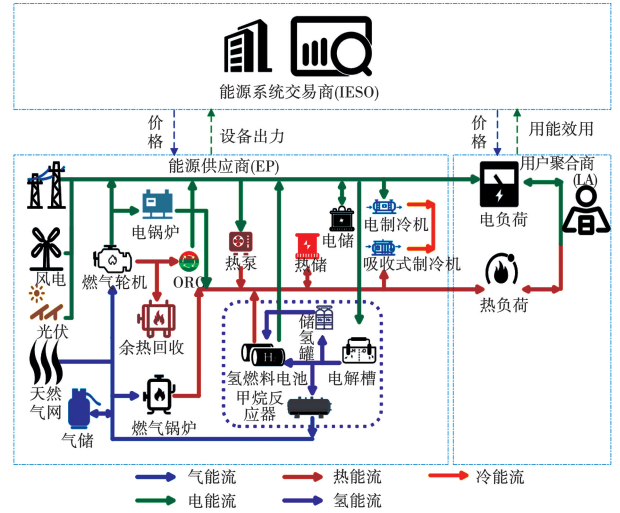 能源系统交易商(IESO)
价格
设备出力
价格
用能效用
能源供应商(EP)
用户聚合商
(LA)
电锅炉
电储
电制冷机
电负荷
风电
燃气轮机
ORC
热泵
热储
吸收式制冷机
光伏
余热回收
储氢罐
热负荷
H₂
天然
气网
氢燃料电池
电解槽
甲烷反
应器
气储
燃气锅炉
气能流
热能流
冷能流
电能流
氢能流